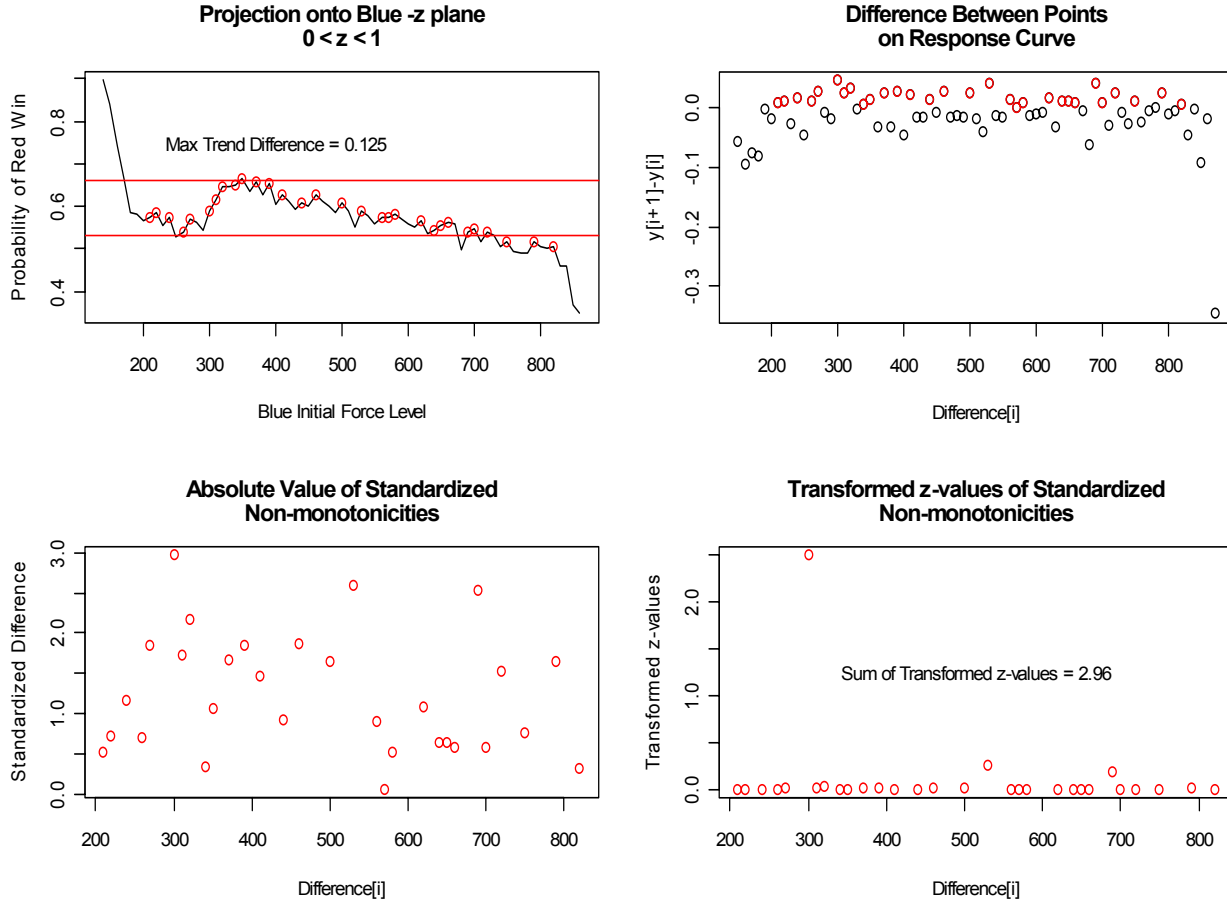 Projection onto Blue -z plane
0 < z < 1
Max Trend Difference = 0.125
Probability of Red Win
0.4
0.6
0.8
200
300
400
500
600
700
800
Blue Initial Force Level
Difference Between Points
on Response Curve
y[i+1]-y[i]
0.0
-0.1
-0.2
-0.3
200
300
400
500
600
700
800
Difference[i]
Absolute Value of Standardized
Non-monotonicities
Standardized Difference
0.0
1.0
2.0
3.0
200
300
400
500
600
700
800
Difference[i]
Transformed z-values of Standardized
Non-monotonicities
Sum of Transformed z-values = 2.96
Transformed z-values
0.0
1.0
2.0
200
300
400
500
600
700
800
Difference[i]